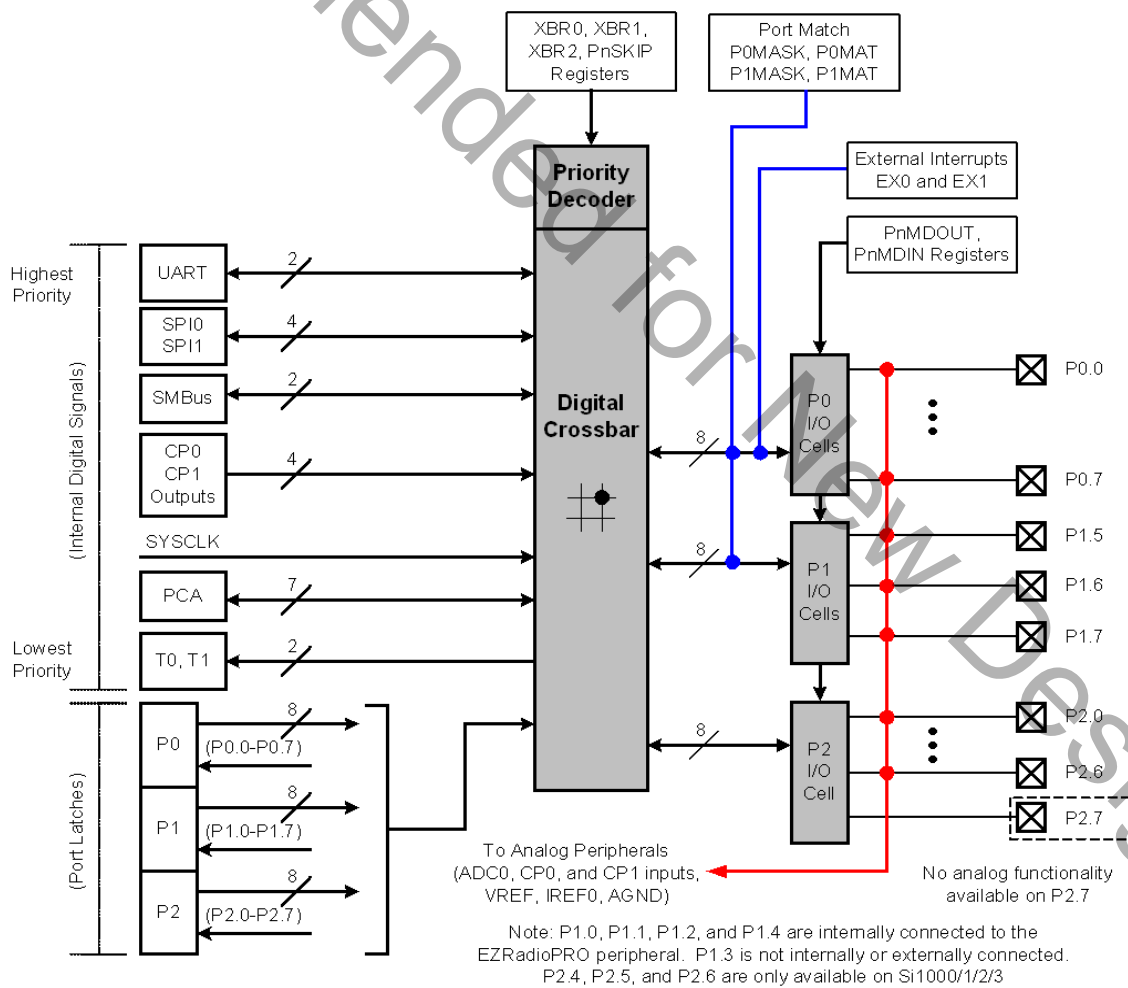 XBR0, XBR1,
XBR2, PnSKIP
Registers
Port Match
P0MASK, P0MAT
P1MASK, P1MAT
External Interrupts
EX0 and EX1
PnMDOUT,
PnMDIN Registers
Priority
Decoder
Digital
Crossbar
Highest
Priority
(Internal Digital Signals)
Lowest
Priority
UART
2
SPI0
SPI1
4
SMBus
2
CP0
CP1
Outputs
4
SYSCLK
PCA
7
T0, T1
2
(Port Latches)
P0
8
(P0.0-P0.7)
P1
8
(P1.0-P1.7)
P2
8
(P2.0-P2.7)
8
P0
I/O
Cells
8
P1
I/O
Cells
8
P2
I/O
Cell
P0.0
P0.7
P1.5
P1.6
P1.7
P2.0
P2.6
P2.7
To Analog Peripherals
(ADC0, CP0, and CP1 inputs,
VREF, IREF0, AGND)
No analog functionality
available on P2.7
Note: P1.0, P1.1, P1.2, and P1.4 are internally connected to the
EZRadioPRO peripheral. P1.3 is not internally or externally connected.
P2.4, P2.5, and P2.6 are only available on Si1000/1/2/3
for New